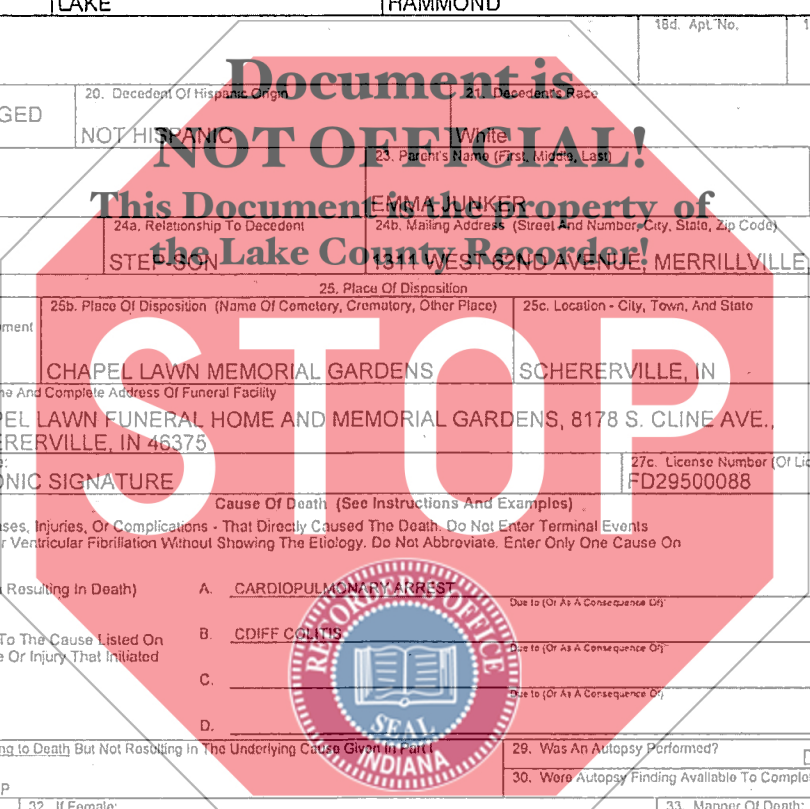 LAKE HAMMOND
18d. Apt. No.
Document is
20. Decedent Of Hispanic Origin 21. Decedent's Race
GED NOT HISPANIC White
NOT OFFICIAL!
23. Parent's Name (First, Middle, Last)
EMMA JUNKER
This Document is the property of
24a. Relationship To Decedent 24b. Mailing Address (Street And Number, City, State, Zip Code)
the Lake County Recorder!
STEP-SON 1311 WEST 62ND AVENUE, MERRILLVILLE
25. Place Of Disposition
25b. Place Of Disposition (Name Of Cemetery, Crematory, Other Place) 25c. Location - City, Town, And State
ment
STOP
CHAPEL LAWN MEMORIAL GARDENS SCHERERVILLE, IN
ne And Complete Address Of Funeral Facility
PEL LAWN FUNERAL HOME AND MEMORIAL GARDENS, 8178 S. CLINE AVE.,
ERERVILLE, IN 46375
27c. License Number (Of Lic
ONIC SIGNATURE FD29500088
Cause Of Death (See Instructions And Examples)
ses, Injuries, Or Complications - That Directly Caused The Death. Do Not Enter Terminal Events
r Ventricular Fibrillation Without Showing The Etiology. Do Not Abbreviate. Enter Only One Cause On
Resulting In Death) A. CARDIOPULMONARY ARREST
Due to (Or As A Consequence Of)
To The Cause Listed On B. CDIFF COLITIS
e Or Injury That Initiated
Due to (Or As A Consequence Of)
C.
Due to (Or As A Consequence Of)
D.
RECORDER'S OFFICE
SEAL
INDIANA
ng to Death But Not Resulting In The Underlying Cause Given In Part I 29. Was An Autopsy Performed?
30. Were Autopsy Finding Available To Comple
P
32. If Female: 33. Manner Of Death: